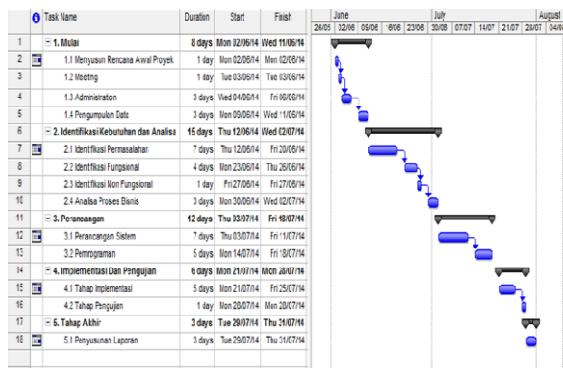 Task Name Duration Start Finish June July August
26/05 02/06 09/06 16/06 23/06 30/06 07/07 14/07 21/07 28/07 04/08
1 1. Mulai 8 days Mon 02/06/14 Wed 11/06/14
2 1.1 Menyusun Rencana Awal Proyek 1 day Mon 02/06/14 Mon 02/06/14
3 1.2 Meeting 1 day Tue 03/06/14 Tue 03/06/14
4 1.3 Administration 3 days Wed 04/06/14 Fri 06/06/14
5 1.4 Pengumpulan Data 3 days Mon 09/06/14 Wed 11/06/14
6 2. Identifikasi Kebutuhan dan Analisa 15 days Thu 12/06/14 Wed 02/07/14
7 2.1 Identifikasi Permasalahan 7 days Thu 12/06/14 Fri 20/06/14
8 2.2 Identifikasi Fungsional 4 days Mon 23/06/14 Thu 26/06/14
9 2.3 Identifikasi Non Fungsional 1 day Fri 27/06/14 Fri 27/06/14
10 2.4 Analisa Proses Bisnis 3 days Mon 30/06/14 Wed 02/07/14
11 3. Perancangan 12 days Thu 03/07/14 Fri 18/07/14
12 3.1 Perancangan Sistem 7 days Thu 03/07/14 Fri 11/07/14
13 3.2 Pemrograman 5 days Mon 14/07/14 Fri 18/07/14
14 4. Implementasi Dan Pengujian 6 days Mon 21/07/14 Mon 28/07/14
15 4.1 Tahap Implementasi 5 days Mon 21/07/14 Fri 25/07/14
16 4.2 Tahap Pengujian 1 day Mon 28/07/14 Mon 28/07/14
17 5. Tahap Akhir 3 days Tue 29/07/14 Thu 31/07/14
18 5.1 Penyusunan Laporan 3 days Tue 29/07/14 Thu 31/07/14